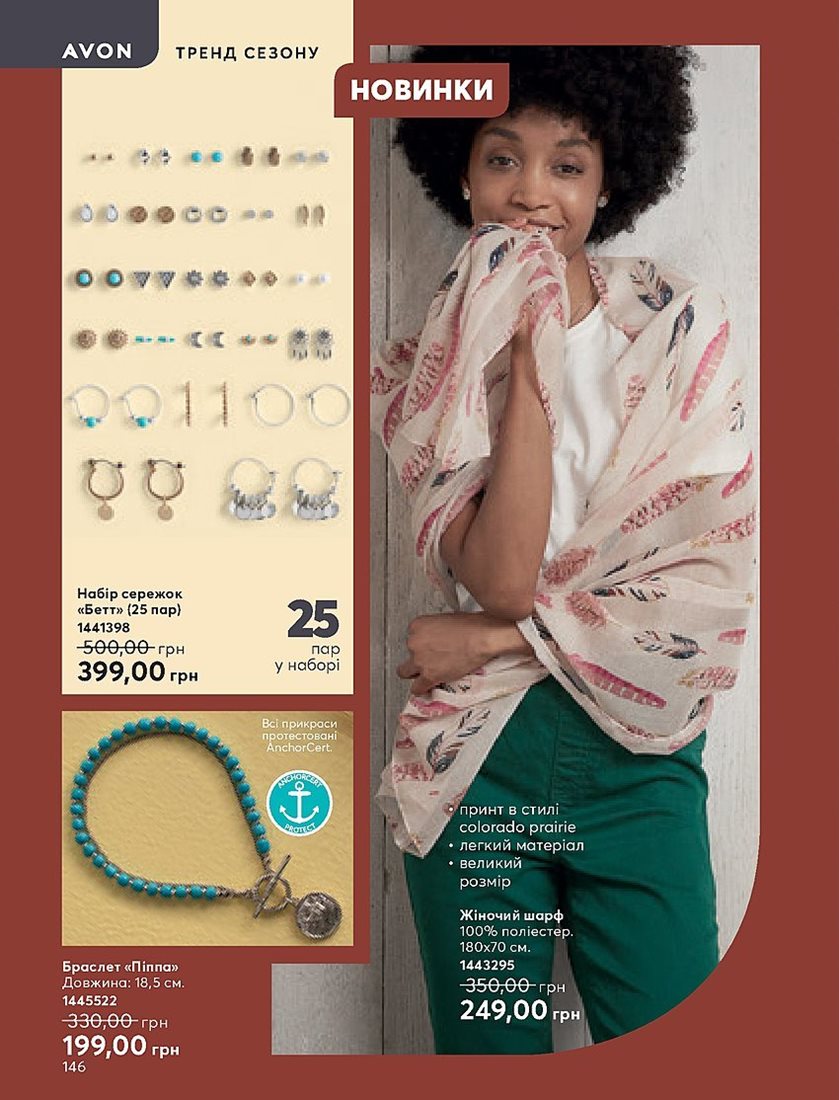 AVON
ТРЕНД СЕЗОНУ
НОВИНКИ
Набір сережок
«Бетт» (25 пар)
1441398
500,00 грн
399,00 грн
25
пар
у наборі
Всі прикраси
протестовані
AnchorCert.
ANCHORCERT
PROTECT
Браслет «Піппа»
Довжина: 18,5 см.
1445522
330,00 грн
199,00 грн
146
• принт в стилі
colorado prairie
• легкий матеріал
• великий
розмір
Жіночий шарф
100% поліестер.
180х70 см.
1443295
350,00 грн
249,00 грн